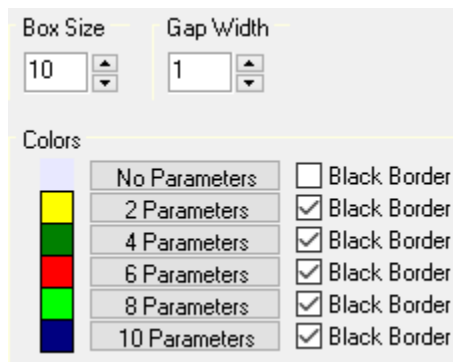 Box Size Gap Width
10 1
Colors
No Parameters Black Border
2 Parameters Black Border
4 Parameters Black Border
6 Parameters Black Border
8 Parameters Black Border
10 Parameters Black Border